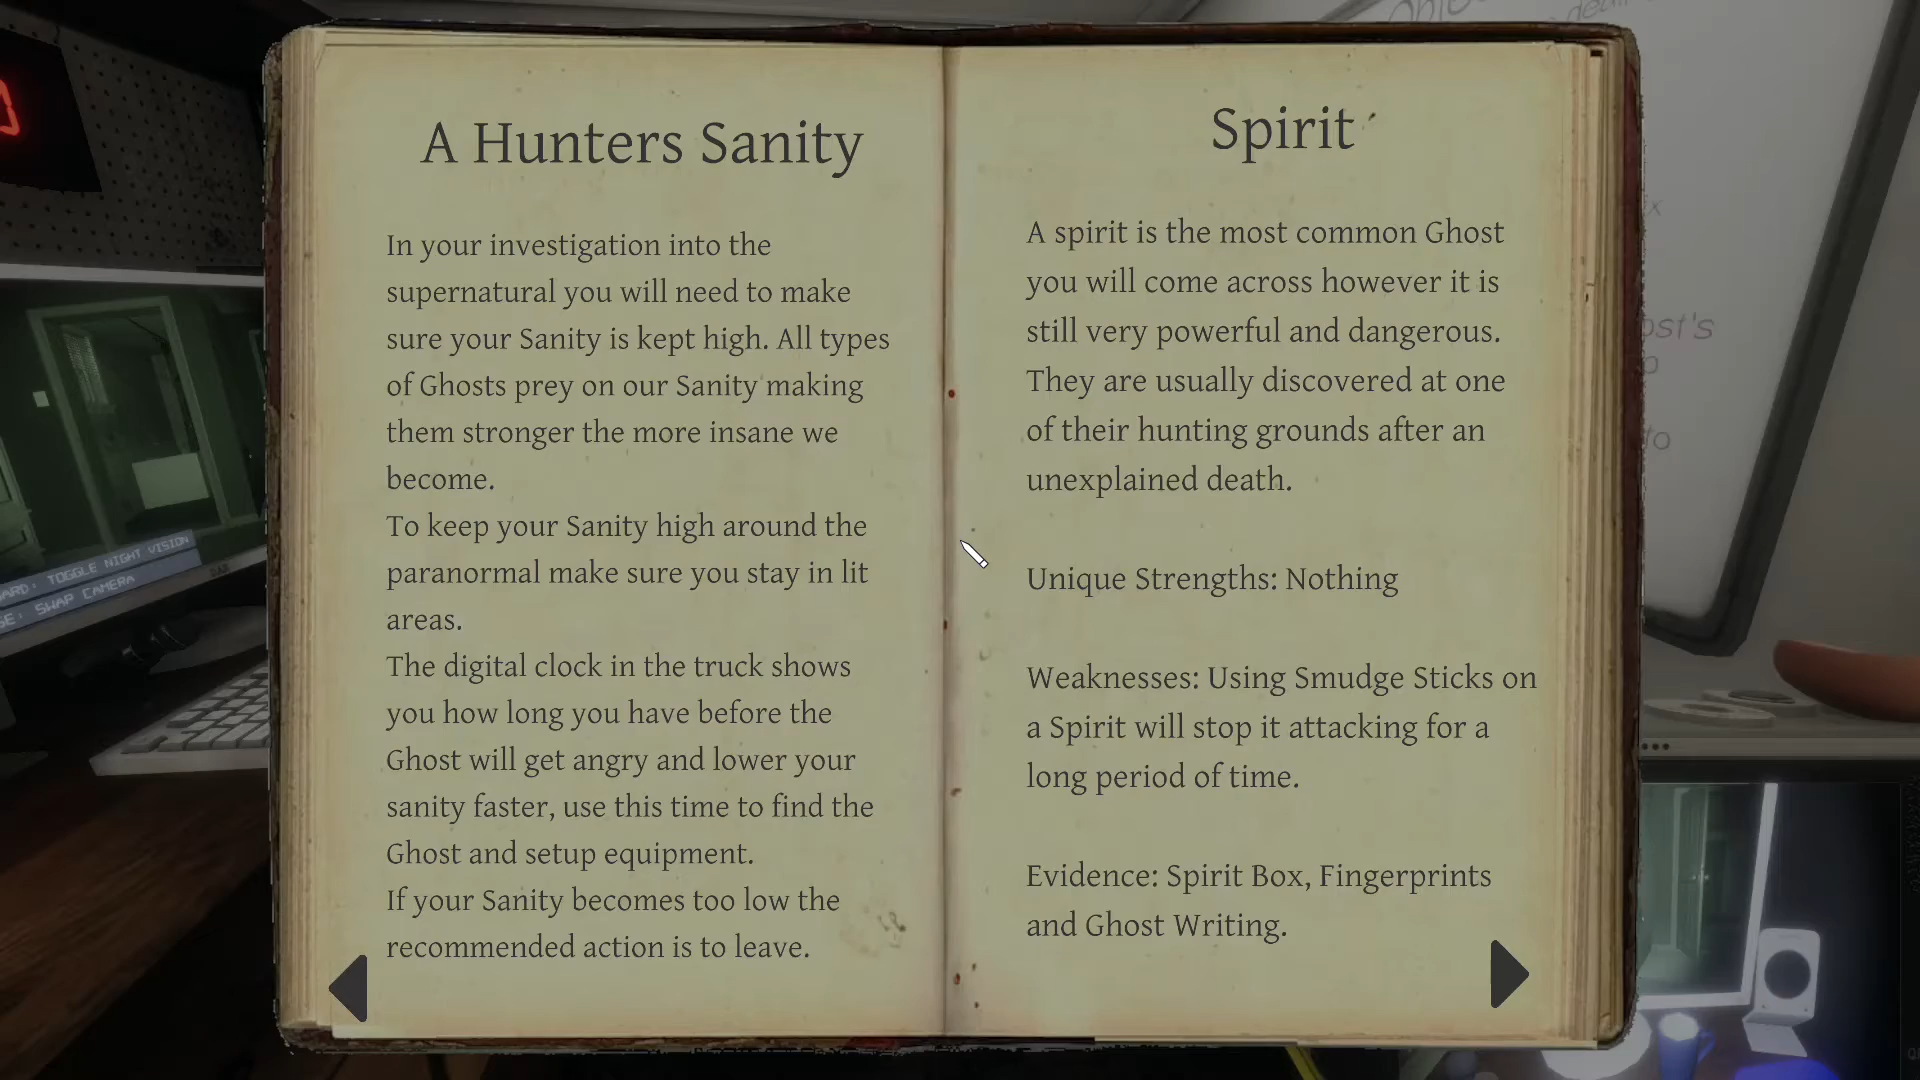 A Hunters Sanity
In your investigation into the
supernatural you will need to make
sure your Sanity is kept high. All types
of Ghosts prey on our Sanity making
them stronger the more insane we
become.
To keep your Sanity high around the
paranormal make sure you stay in lit
areas.
The digital clock in the truck shows
you how long you have before the
Ghost will get angry and lower your
sanity faster, use this time to find the
Ghost and setup equipment.
If your Sanity becomes too low the
recommended action is to leave.
Spirit
A spirit is the most common Ghost
you will come across however it is
still very powerful and dangerous.
They are usually discovered at one
of their hunting grounds after an
unexplained death.
Unique Strengths: Nothing
Weaknesses: Using Smudge Sticks on
a Spirit will stop it attacking for a
long period of time.
Evidence: Spirit Box, Fingerprints
and Ghost Writing.
TOGGLE NIGHT VISION
SWAP CAMERA